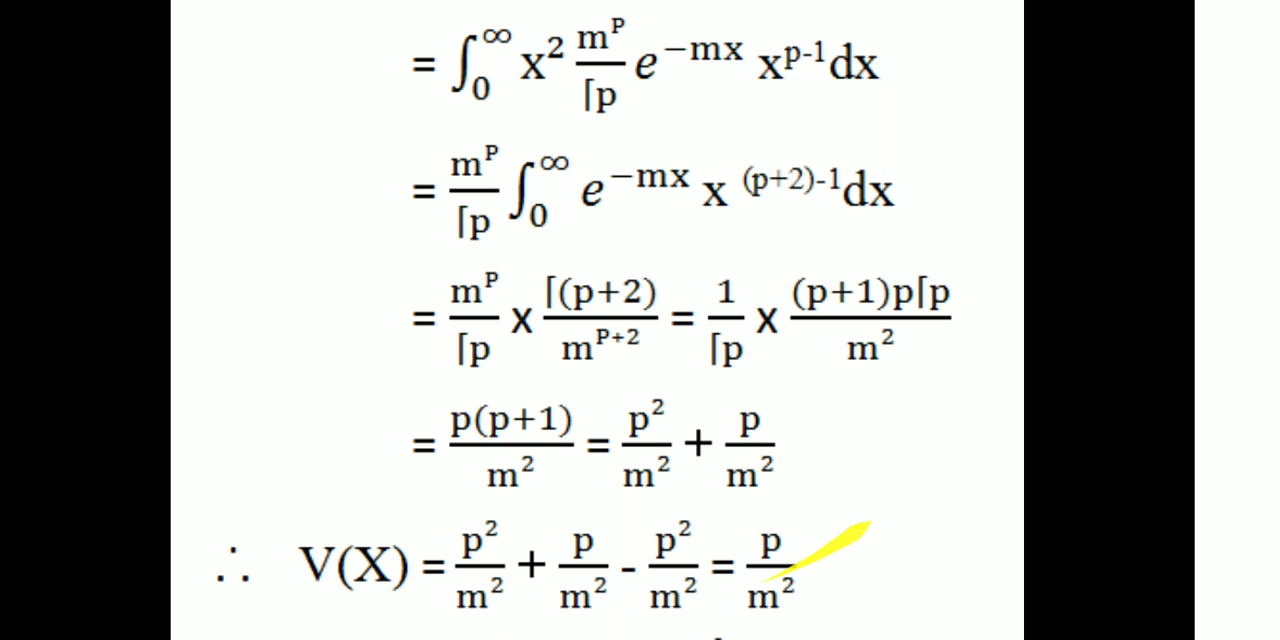 = ∫₀^∞ x² m^P/⌈p e^−mx x^p-1 dx
= m^P/⌈p ∫₀^∞ e^−mx x^(p+2)-1 dx
= m^P/⌈p x ⌈(p+2)/m^P+2 = 1/⌈p x (p+1)p⌈p/m²
= p(p+1)/m² = p²/m² + p/m²
∴ V(X) = p²/m² + p/m² - p²/m² = p/m²